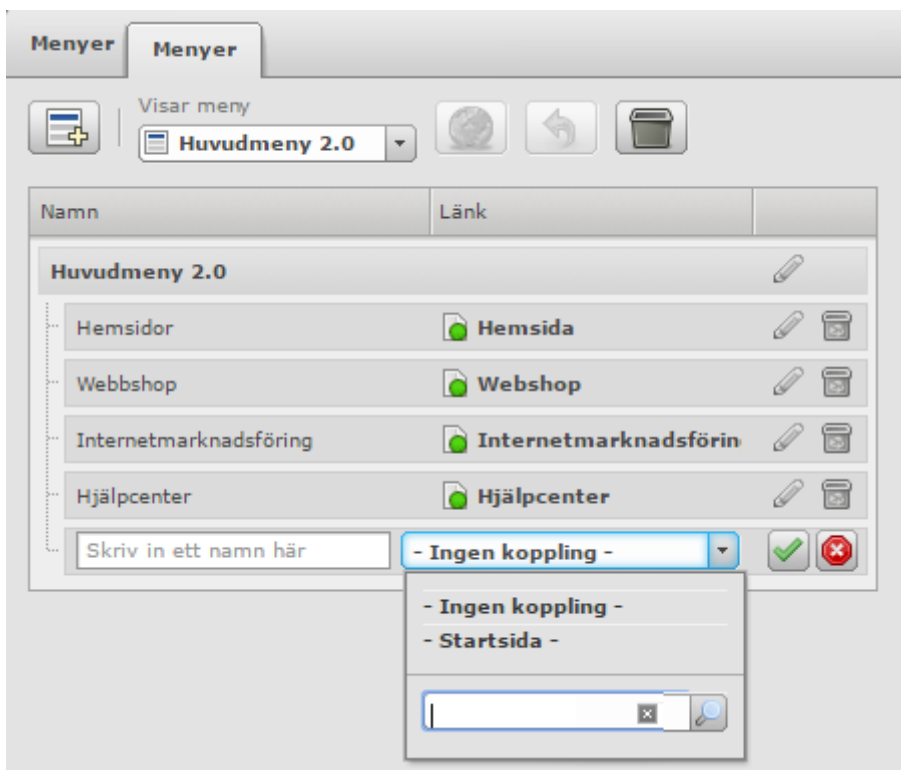 Menyer Menyer
Visar meny
Huvudmeny 2.0
Namn Länk
Huvudmeny 2.0
Hemsidor Hemsida
Webbshop Webshop
Internetmarknadsföring Internetmarknadsförin
Hjälpcenter Hjälpcenter
Skriv in ett namn här - Ingen koppling -
- Ingen koppling -
- Startsida -